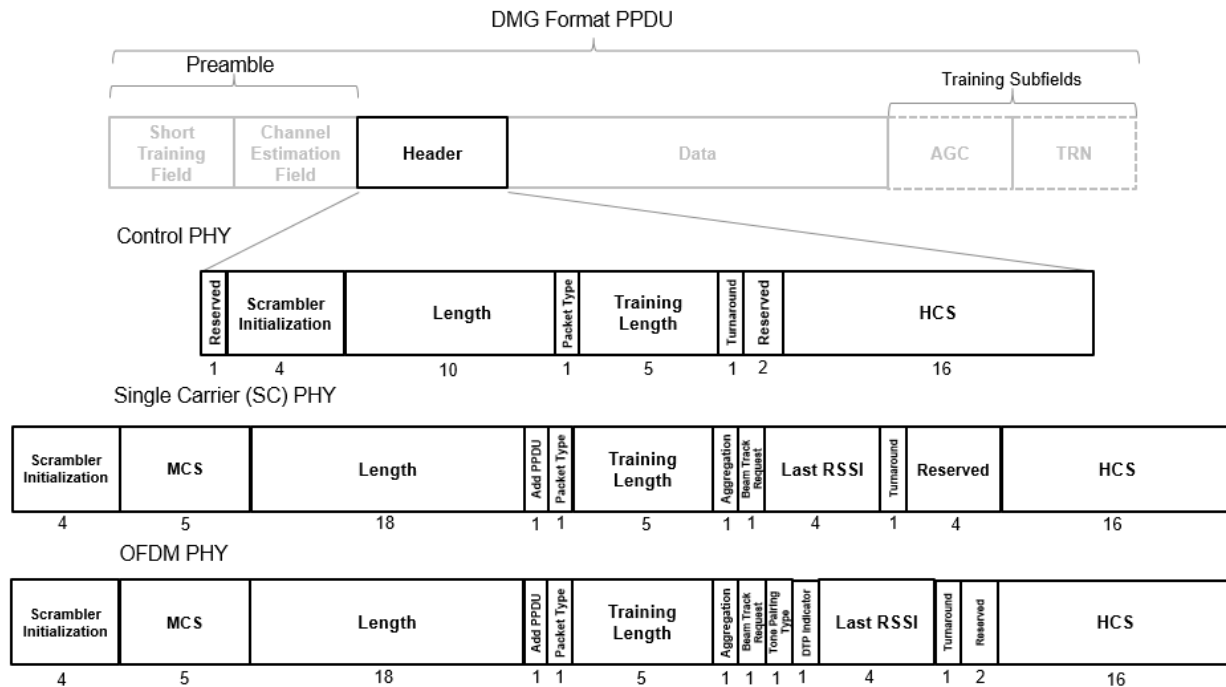 DMG Format PPDU
Preamble
Training Subfields
Short
Training
Field
Channel
Estimation
Field
Header
Data
AGC
TRN
Control PHY
Reserved
Scrambler
Initialization
Length
Packet Type
Training
Length
Turnaround
Reserved
HCS
1 4 10 1 5 1 2 16
Single Carrier (SC) PHY
Scrambler
Initialization
MCS
Length
Add PPDU
Packet Type
Training
Length
Aggregation
Beam Track
Request
Last RSSI
Turnaround
Reserved
HCS
4 5 18 1 1 5 1 1 4 1 4 16
OFDM PHY
Scrambler
Initialization
MCS
Length
Add PPDU
Packet Type
Training
Length
Aggregation
Beam Track
Request
Tone Pairing
Type
DTP Indicator
Last RSSI
Turnaround
Reserved
HCS
4 5 18 1 1 5 1 1 1 1 4 1 2 16